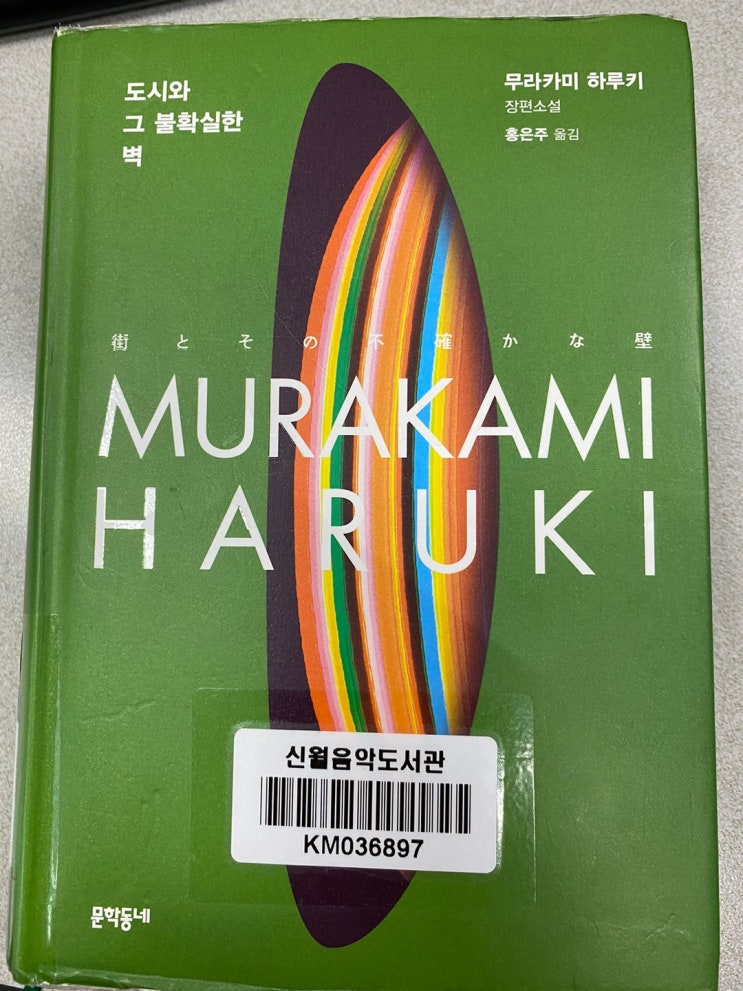 도시와
그 불확실한
벽
무라카미 하루키
장편소설
홍은주 옮김
街とその不確かな壁
MURAKAMI
HARUKI
신월음악도서관
KM036897
문학동네